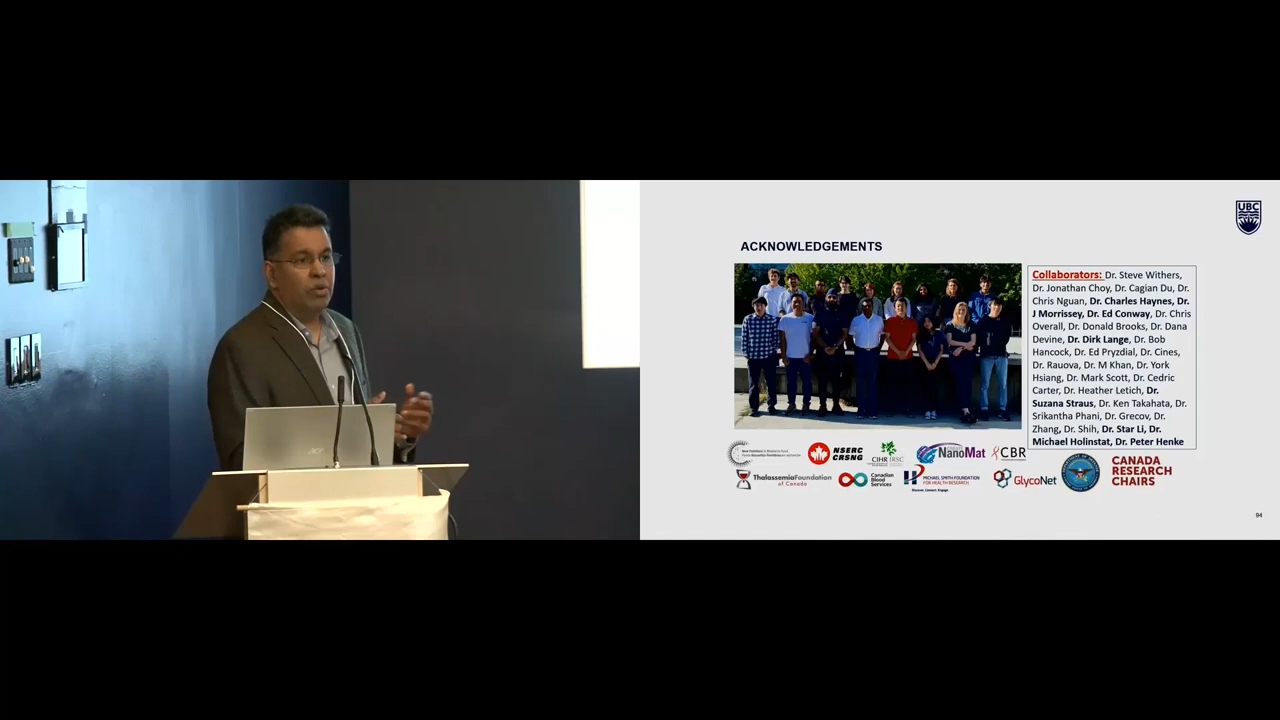 UBC
ACKNOWLEDGEMENTS
Collaborators: Dr. Steve Withers,
Dr. Jonathan Choy, Dr. Cagian Du, Dr.
Chris Nguan, Dr. Charles Haynes, Dr.
J Morrissey, Dr. Ed Conway, Dr. Chris
Overall, Dr. Donald Brooks, Dr. Dana
Devine, Dr. Dirk Lange, Dr. Bob
Hancock, Dr. Ed Pryzdial, Dr. Cines,
Dr. Rauova, Dr. M Khan, Dr. York
Hsiang, Dr. Mark Scott, Dr. Cedric
Carter, Dr. Heather Letich, Dr.
Suzana Straus, Dr. Ken Takahata, Dr.
Srikantha Phani, Dr. Grecov, Dr.
Zhang, Dr. Shih, Dr. Star Li, Dr.
Michael Holinstat, Dr. Peter Henke
NSERC
CRSNG
CIHR IRSC
NanoMat
CBR
ThalassemiaFoundation
of Canada
Canadian
Blood
Services
MICHAEL SMITH FOUNDATION
FOR HEALTH RESEARCH
Discover. Connect. Engage.
GlycoNet
CANADA
RESEARCH
CHAIRS
94
acer